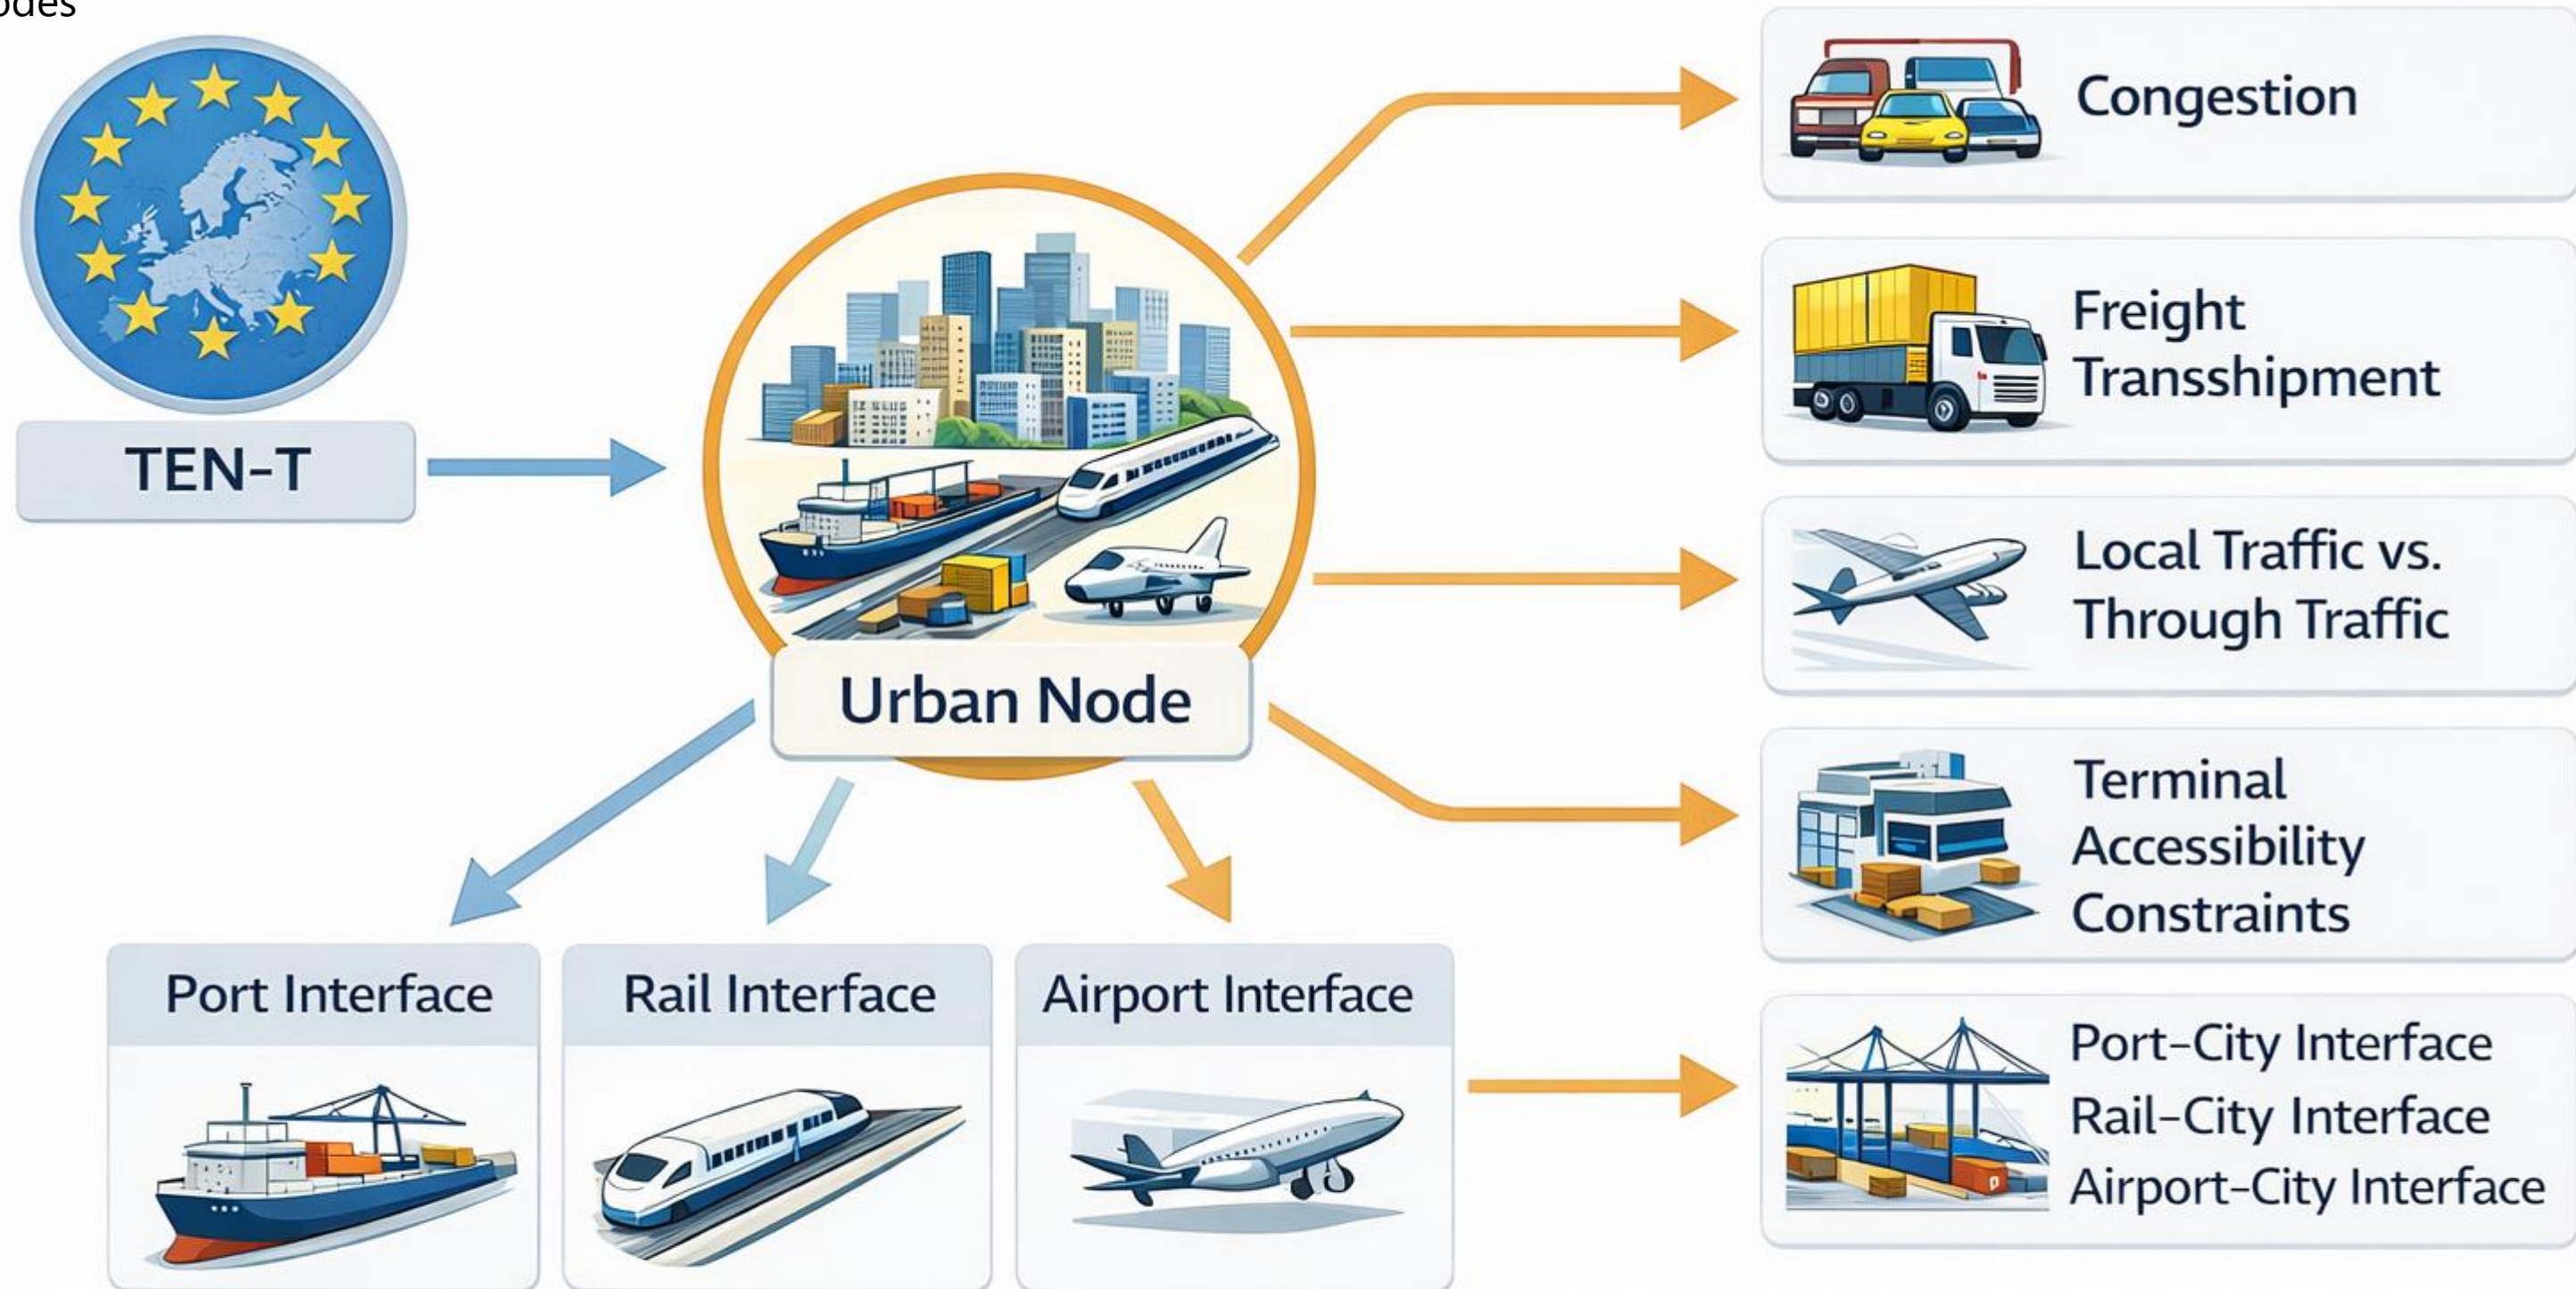 TEN-T
Urban Node
Port Interface
Rail Interface
Airport Interface
Congestion
Freight
Transshipment
Local Traffic vs.
Through Traffic
Terminal
Accessibility
Constraints
Port-City Interface
Rail-City Interface
Airport-City Interface